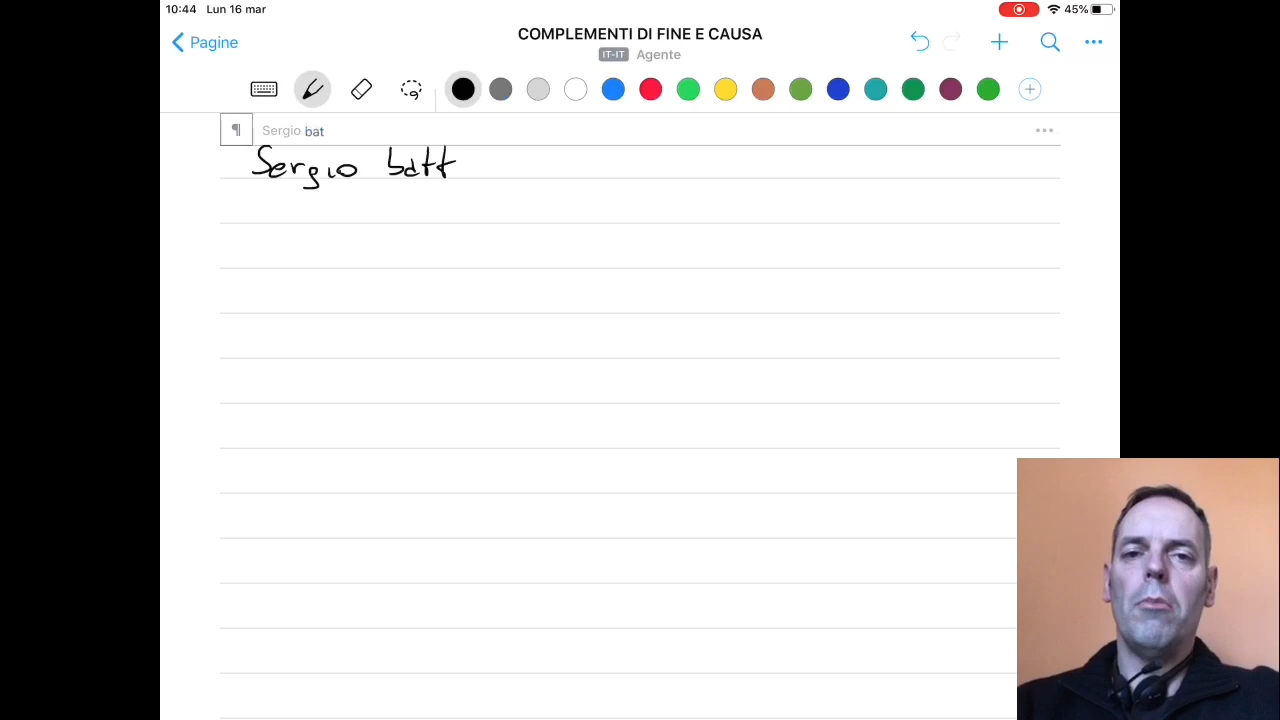 10:44 Lun 16 mar 45%
Pagine COMPLEMENTI DI FINE E CAUSA
IT-IT Agente
¶ Sergio bat
Sergio batt